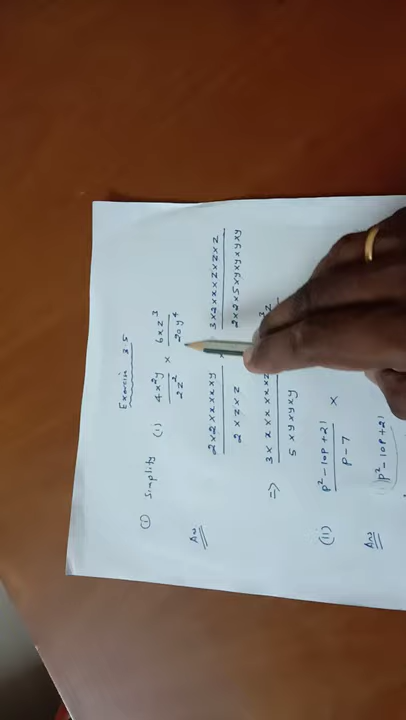 Exercise 3.5
(1) Simplify (i) 4x²y / 2z² × 6xz³ / 20y⁴
Ans 2×2×x×x×y / 2×z×z × 3×2×x×z×z×z / 2×2×5×y×y×y×y
=> 3×x×x×x×z / 5×y×y×y
(ii) P²-10P+21 / P-7 ×
Ans (P²-10P+21)